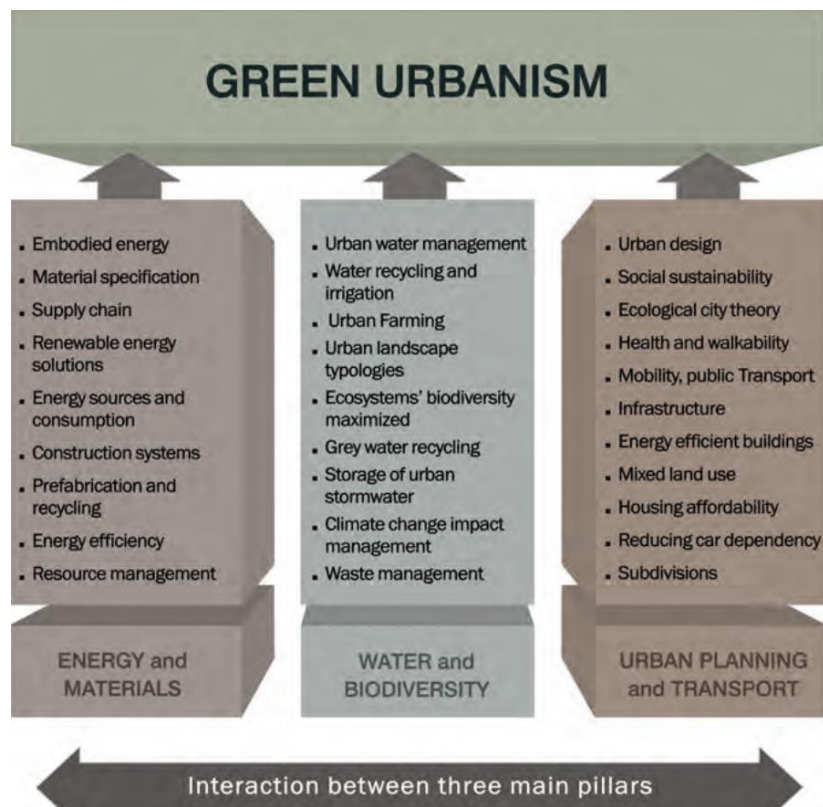 GREEN URBANISM
. Embodied energy
. Material specification
. Supply chain
. Renewable energy
solutions
. Energy sources and
consumption
. Construction systems
. Prefabrication and
recycling
. Energy efficiency
. Resource management
ENERGY and
MATERIALS
. Urban water management
. Water recycling and
irrigation
. Urban Farming
. Urban landscape
typologies
. Ecosystems’ biodiversity
maximized
. Grey water recycling
. Storage of urban
stormwater
. Climate change impact
management
. Waste management
WATER and
BIODIVERSITY
. Urban design
. Social sustainability
. Ecological city theory
. Health and walkability
. Mobility, public Transport
. Infrastructure
. Energy efficient buildings
. Mixed land use
. Housing affordability
. Reducing car dependency
. Subdivisions
URBAN PLANNING
and TRANSPORT
Interaction between three main pillars